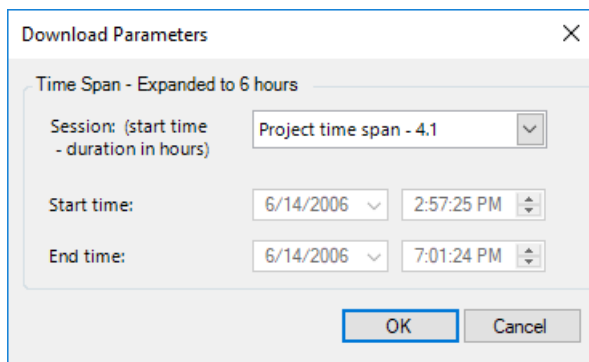 Download Parameters
Time Span - Expanded to 6 hours
Session: (start time
- duration in hours)
Project time span - 4.1
Start time:
6/14/2006
2:57:25 PM
End time:
6/14/2006
7:01:24 PM
OK
Cancel